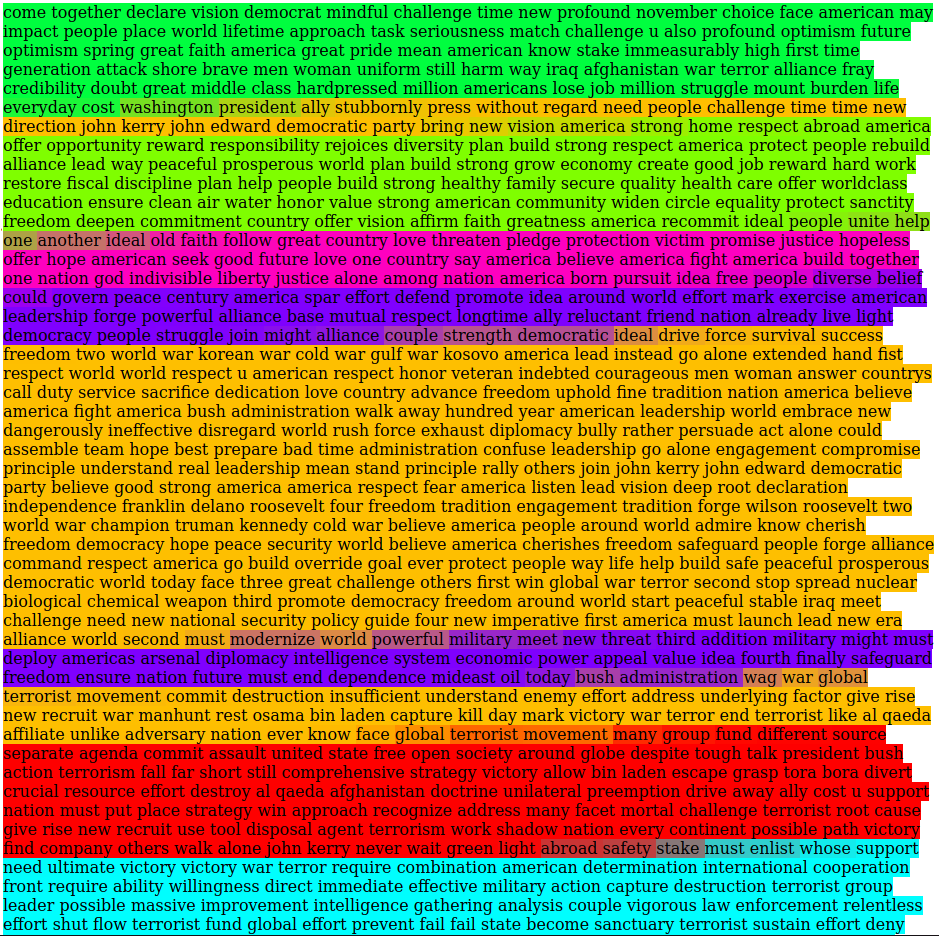 come together declare vision democrat mindful challenge time new profound november choice face american may
impact people place world lifetime approach task seriousness match challenge u also profound optimism future
optimism spring great faith america great pride mean american know stake immeasurably high first time
generation attack shore brave men woman uniform still harm way iraq afghanistan war terror alliance fray
credibility doubt great middle class hardpressed million americans lose job million struggle mount burden life
everyday cost washington president ally stubbornly press without regard need people challenge time time new
direction john kerry john edward democratic party bring new vision america strong home respect abroad america
offer opportunity reward responsibility rejoices diversity plan build strong respect america protect people rebuild
alliance lead way peaceful prosperous world plan build strong grow economy create good job reward hard work
restore fiscal discipline plan help people build strong healthy family secure quality health care offer worldclass
education ensure clean air water honor value strong american community widen circle equality protect sanctity
freedom deepen commitment country offer vision affirm faith greatness america recommit ideal people unite help
one another ideal old faith follow great country love threaten pledge protection victim promise justice hopeless
offer hope american seek good future love one country say america believe america fight america build together
one nation god indivisible liberty justice alone among nation america born pursuit idea free people diverse belief
could govern peace century america spar effort defend promote idea around world effort mark exercise american
leadership forge powerful alliance base mutual respect longtime ally reluctant friend nation already live light
democracy people struggle join might alliance couple strength democratic ideal drive force survival success
freedom two world war korean war cold war gulf war kosovo america lead instead go alone extended hand fist
respect world world respect u american respect honor veteran indebted courageous men woman answer countrys
call duty service sacrifice dedication love country advance freedom uphold fine tradition nation america believe
america fight america bush administration walk away hundred year american leadership world embrace new
dangerously ineffective disregard world rush force exhaust diplomacy bully rather persuade act alone could
assemble team hope best prepare bad time administration confuse leadership go alone engagement compromise
principle understand real leadership mean stand principle rally others join john kerry john edward democratic
party believe good strong america america respect fear america listen lead vision deep root declaration
independence franklin delano roosevelt four freedom tradition engagement tradition forge wilson roosevelt two
world war champion truman kennedy cold war believe america people around world admire know cherish
freedom democracy hope peace security world believe america cherishes freedom safeguard people forge alliance
command respect america go build override goal ever protect people way life help build safe peaceful prosperous
democratic world today face three great challenge others first win global war terror second stop spread nuclear
biological chemical weapon third promote democracy freedom around world start peaceful stable iraq meet
challenge need new national security policy guide four new imperative first america must launch lead new era
alliance world second must modernize world powerful military meet new threat third addition military might must
deploy americas arsenal diplomacy intelligence system economic power appeal value idea fourth finally safeguard
freedom ensure nation future must end dependence mideast oil today bush administration wag war global
terrorist movement commit destruction insufficient understand enemy effort address underlying factor give rise
new recruit war manhunt rest osama bin laden capture kill day mark victory war terror end terrorist like al qaeda
affiliate unlike adversary nation ever know face global terrorist movement many group fund different source
separate agenda commit assault united state free open society around globe despite tough talk president bush
action terrorism fall far short still comprehensive strategy victory allow bin laden escape grasp tora bora divert
crucial resource effort destroy al qaeda afghanistan doctrine unilateral preemption drive away ally cost u support
nation must put place strategy win approach recognize address many facet mortal challenge terrorist root cause
give rise new recruit use tool disposal agent terrorism work shadow nation every continent possible path victory
find company others walk alone john kerry never wait green light abroad safety stake must enlist whose support
need ultimate victory victory war terror require combination american determination international cooperation
front require ability willingness direct immediate effective military action capture destruction terrorist group
leader possible massive improvement intelligence gathering analysis couple vigorous law enforcement relentless
effort shut flow terrorist fund global effort prevent fail fail state become sanctuary terrorist sustain effort deny